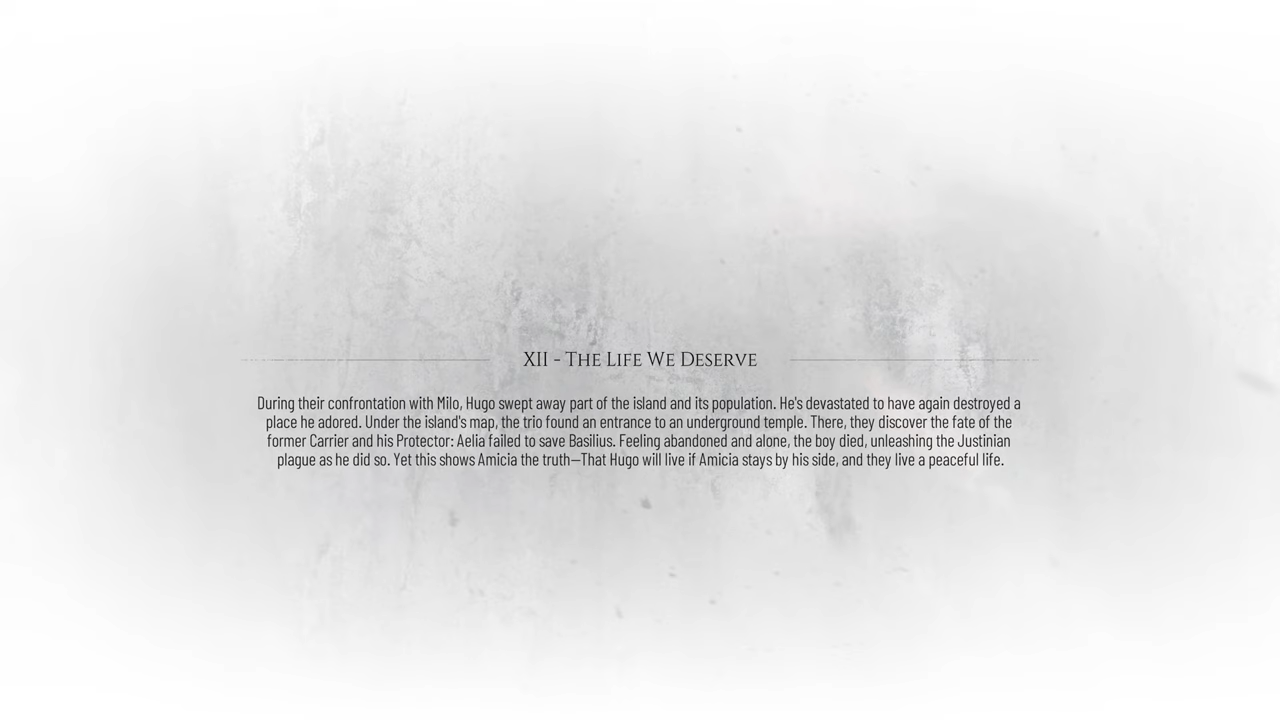 XII - The Life We Deserve
During their confrontation with Milo, Hugo swept away part of the island and its population. He's devastated to have again destroyed a
place he adored. Under the island's map, the trio found an entrance to an underground temple. There, they discover the fate of the
former Carrier and his Protector: Aelia failed to save Basilius. Feeling abandoned and alone, the boy died, unleashing the Justinian
plague as he did so. Yet this shows Amicia the truth—That Hugo will live if Amicia stays by his side, and they live a peaceful life.